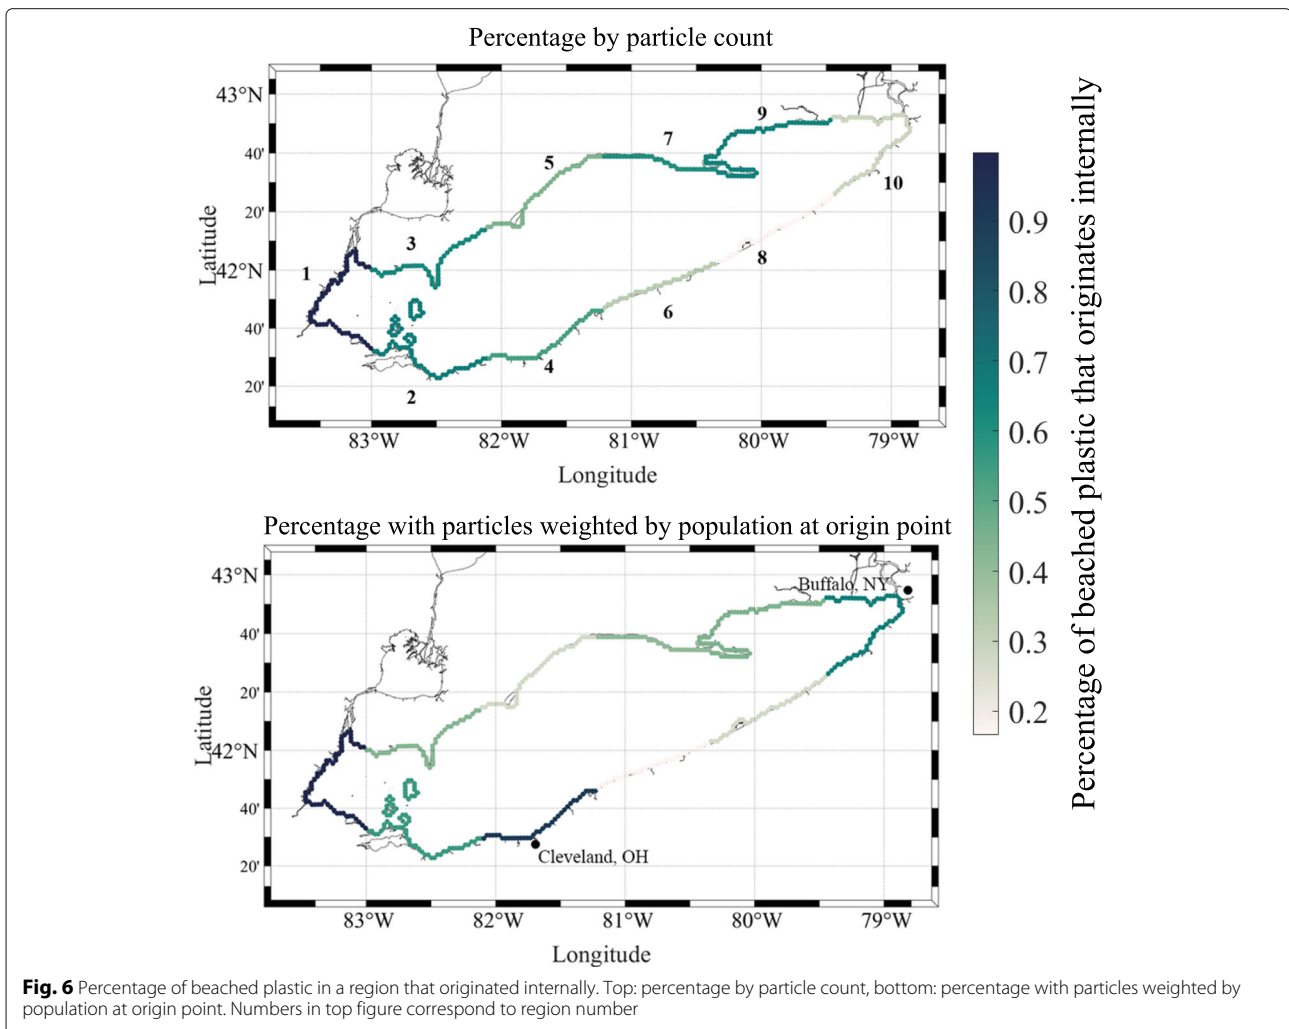 Percentage by particle count
43°N
40'
20'
42°N
40'
20'
Latitude
1
2
3
4
5
6
7
8
9
10
83°W
82°W
81°W
80°W
79°W
Longitude
Percentage with particles weighted by population at origin point
43°N
40'
20'
42°N
40'
20'
Latitude
Buffalo, NY
Cleveland, OH
83°W
82°W
81°W
80°W
79°W
Longitude
0.9
0.8
0.7
0.6
0.5
0.4
0.3
0.2
Percentage of beached plastic that originates internally
Fig. 6 Percentage of beached plastic in a region that originated internally. Top: percentage by particle count, bottom: percentage with particles weighted by
population at origin point. Numbers in top figure correspond to region number